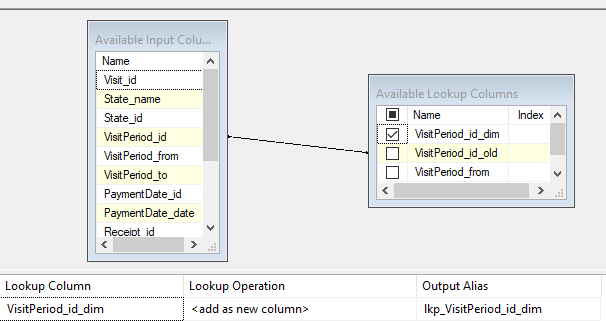 Available Input Colu...
Name
Visit_id
State_name
State_id
VisitPeriod_id
VisitPeriod_from
VisitPeriod_to
PaymentDate_id
PaymentDate_date
Receipt_id
Available Lookup Columns
Name Index
VisitPeriod_id_dim
VisitPeriod_id_old
VisitPeriod_from
Lookup Column Lookup Operation Output Alias
VisitPeriod_id_dim <add as new column> lkp_VisitPeriod_id_dim